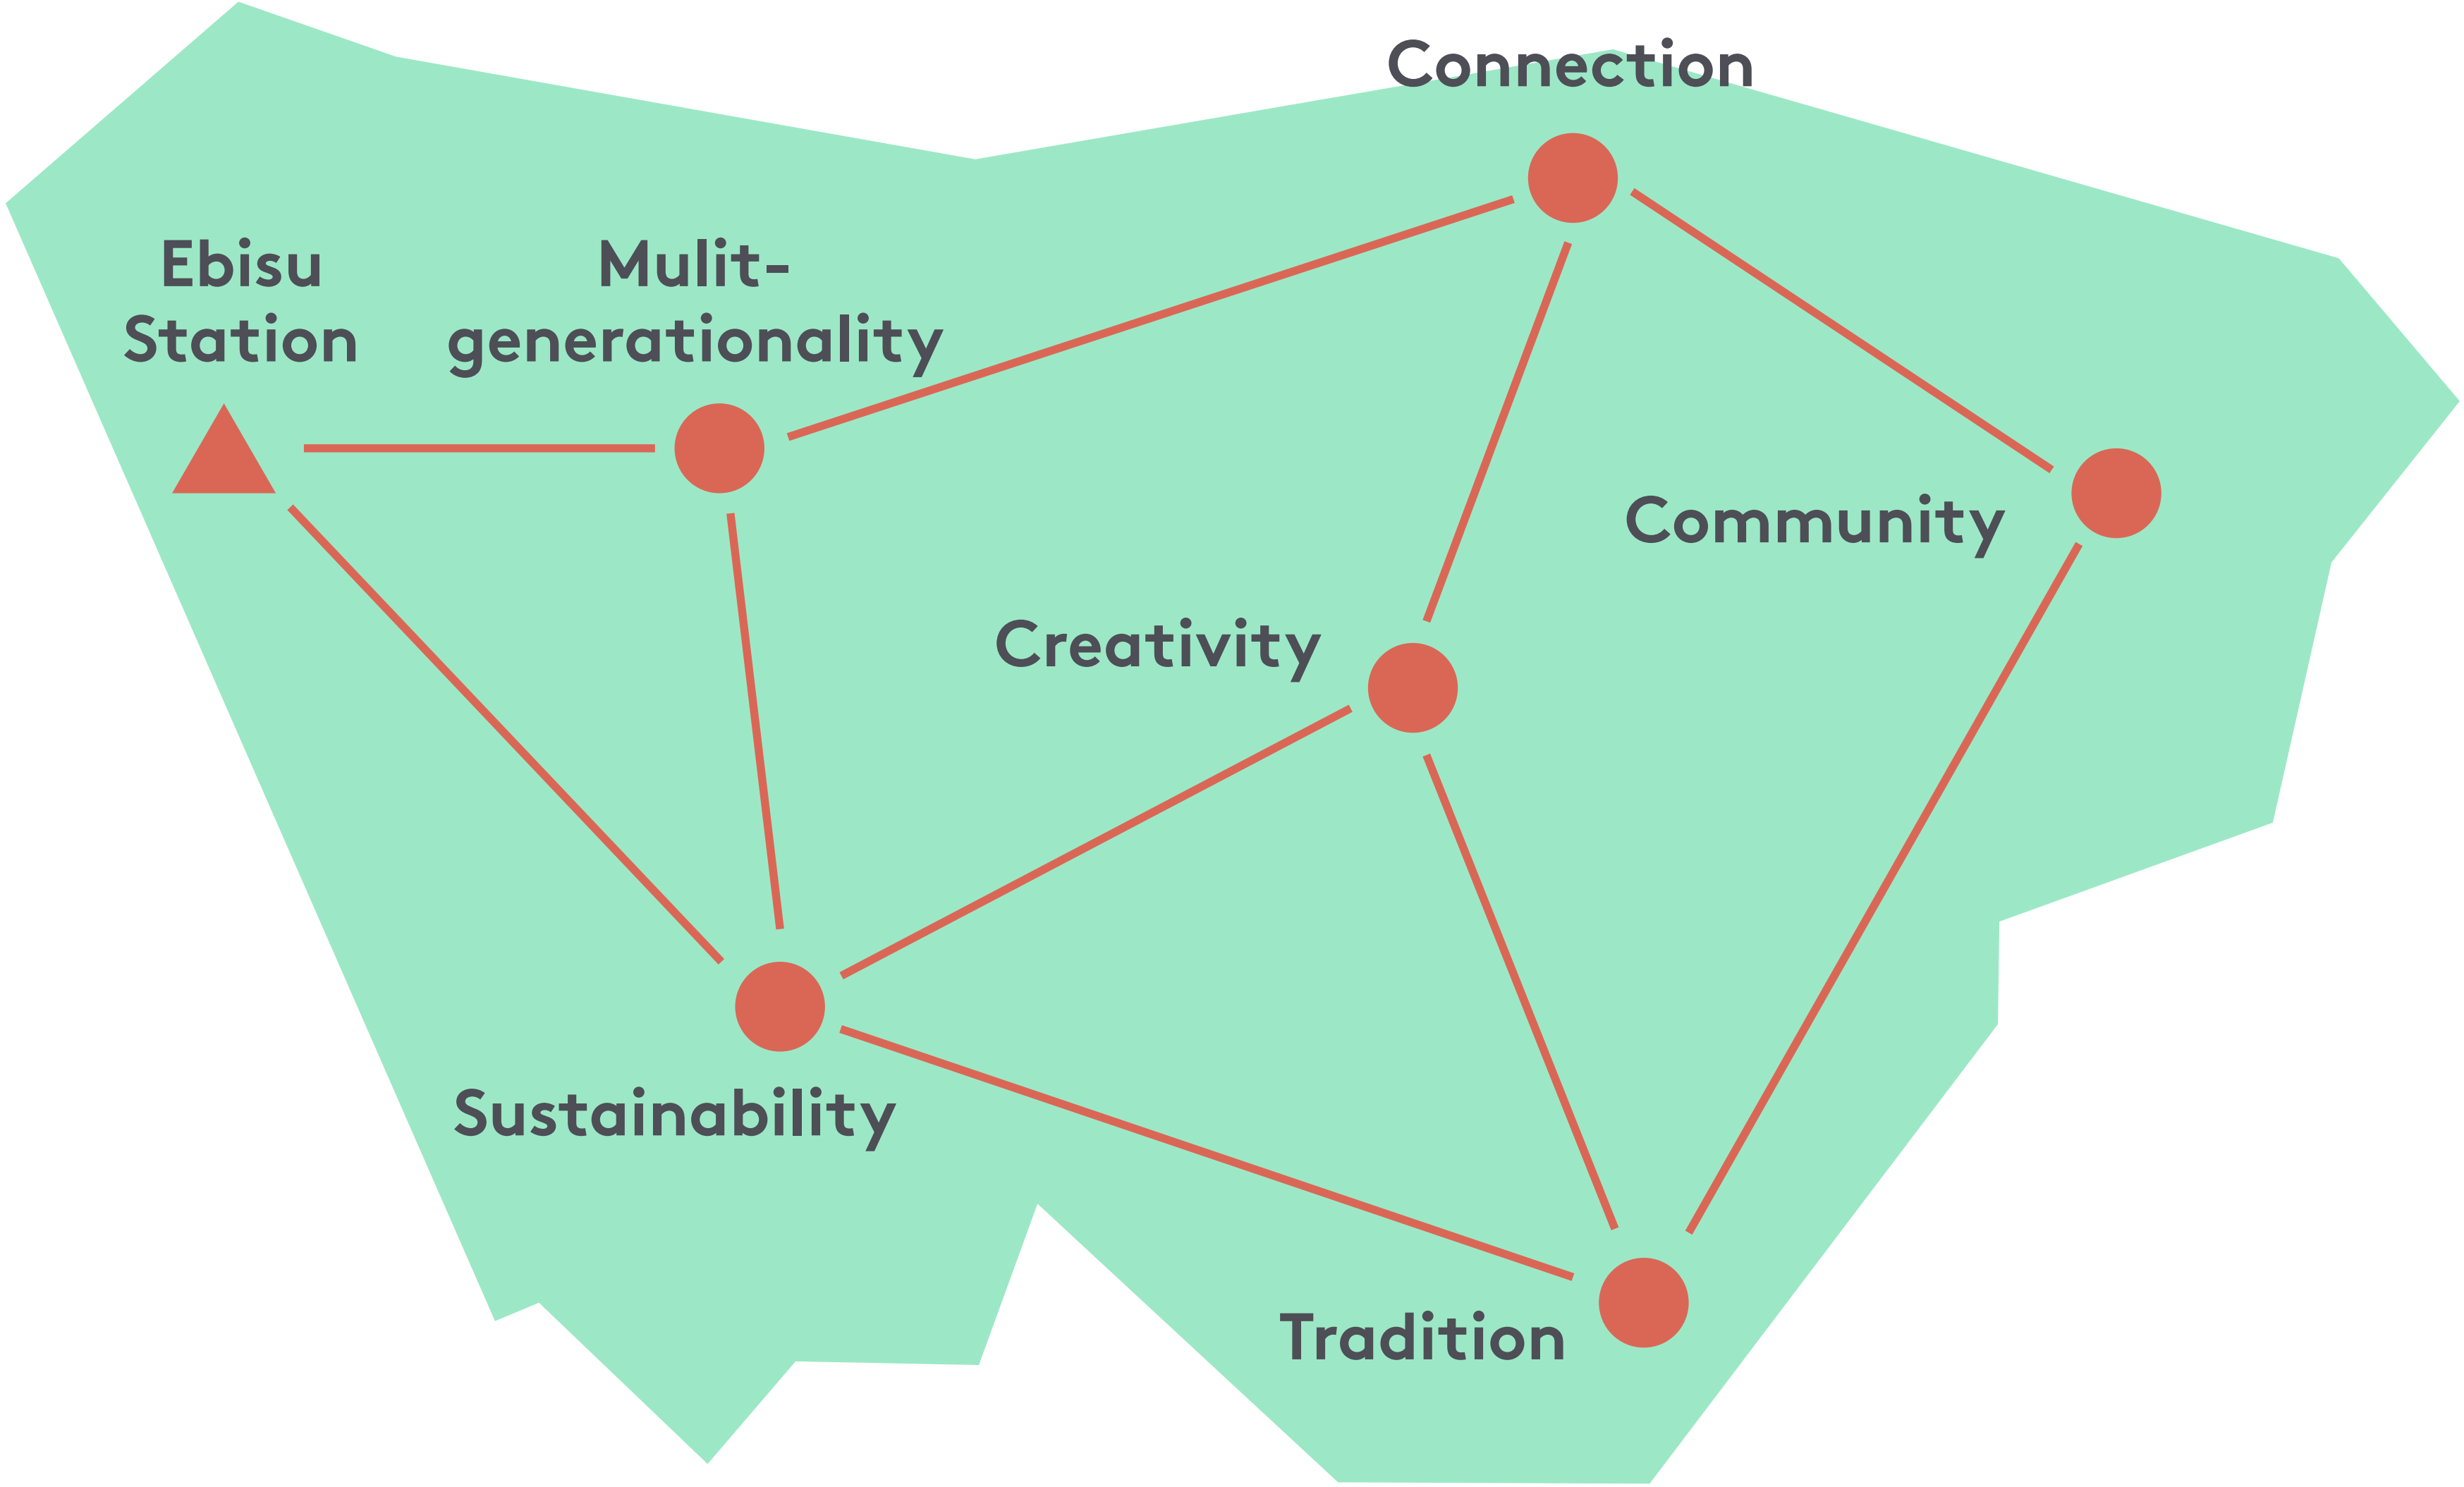 Connection
Ebisu
Station
Mulit-
generationality
Community
Creativity
Sustainability
Tradition